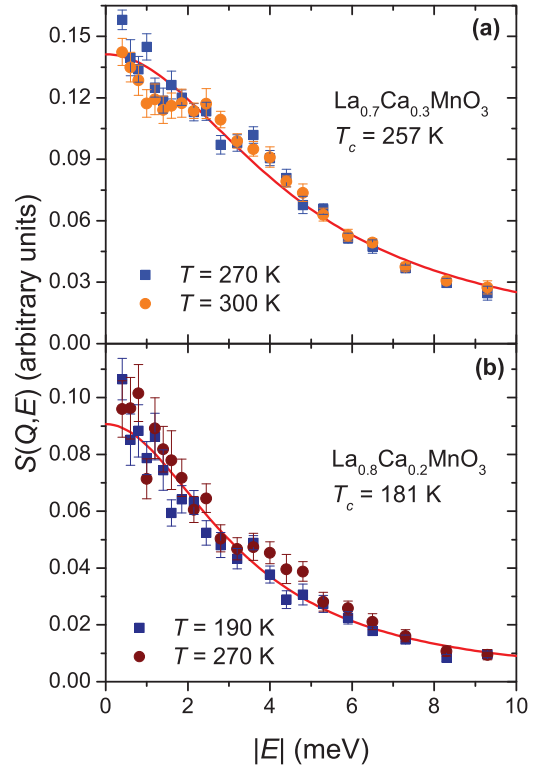 (a)
0.15
La0.7Ca0.3MnO3
Tc = 257 K
0.12
0.09
0.06
0.03
T = 270 K
T = 300 K
0.00
(b)
0.10
La0.8Ca0.2MnO3
Tc = 181 K
0.08
0.06
0.04
0.02
T = 190 K
T = 270 K
0.00
0 2 4 6 8 10
|E| (meV)
S(Q,E) (arbitrary units)